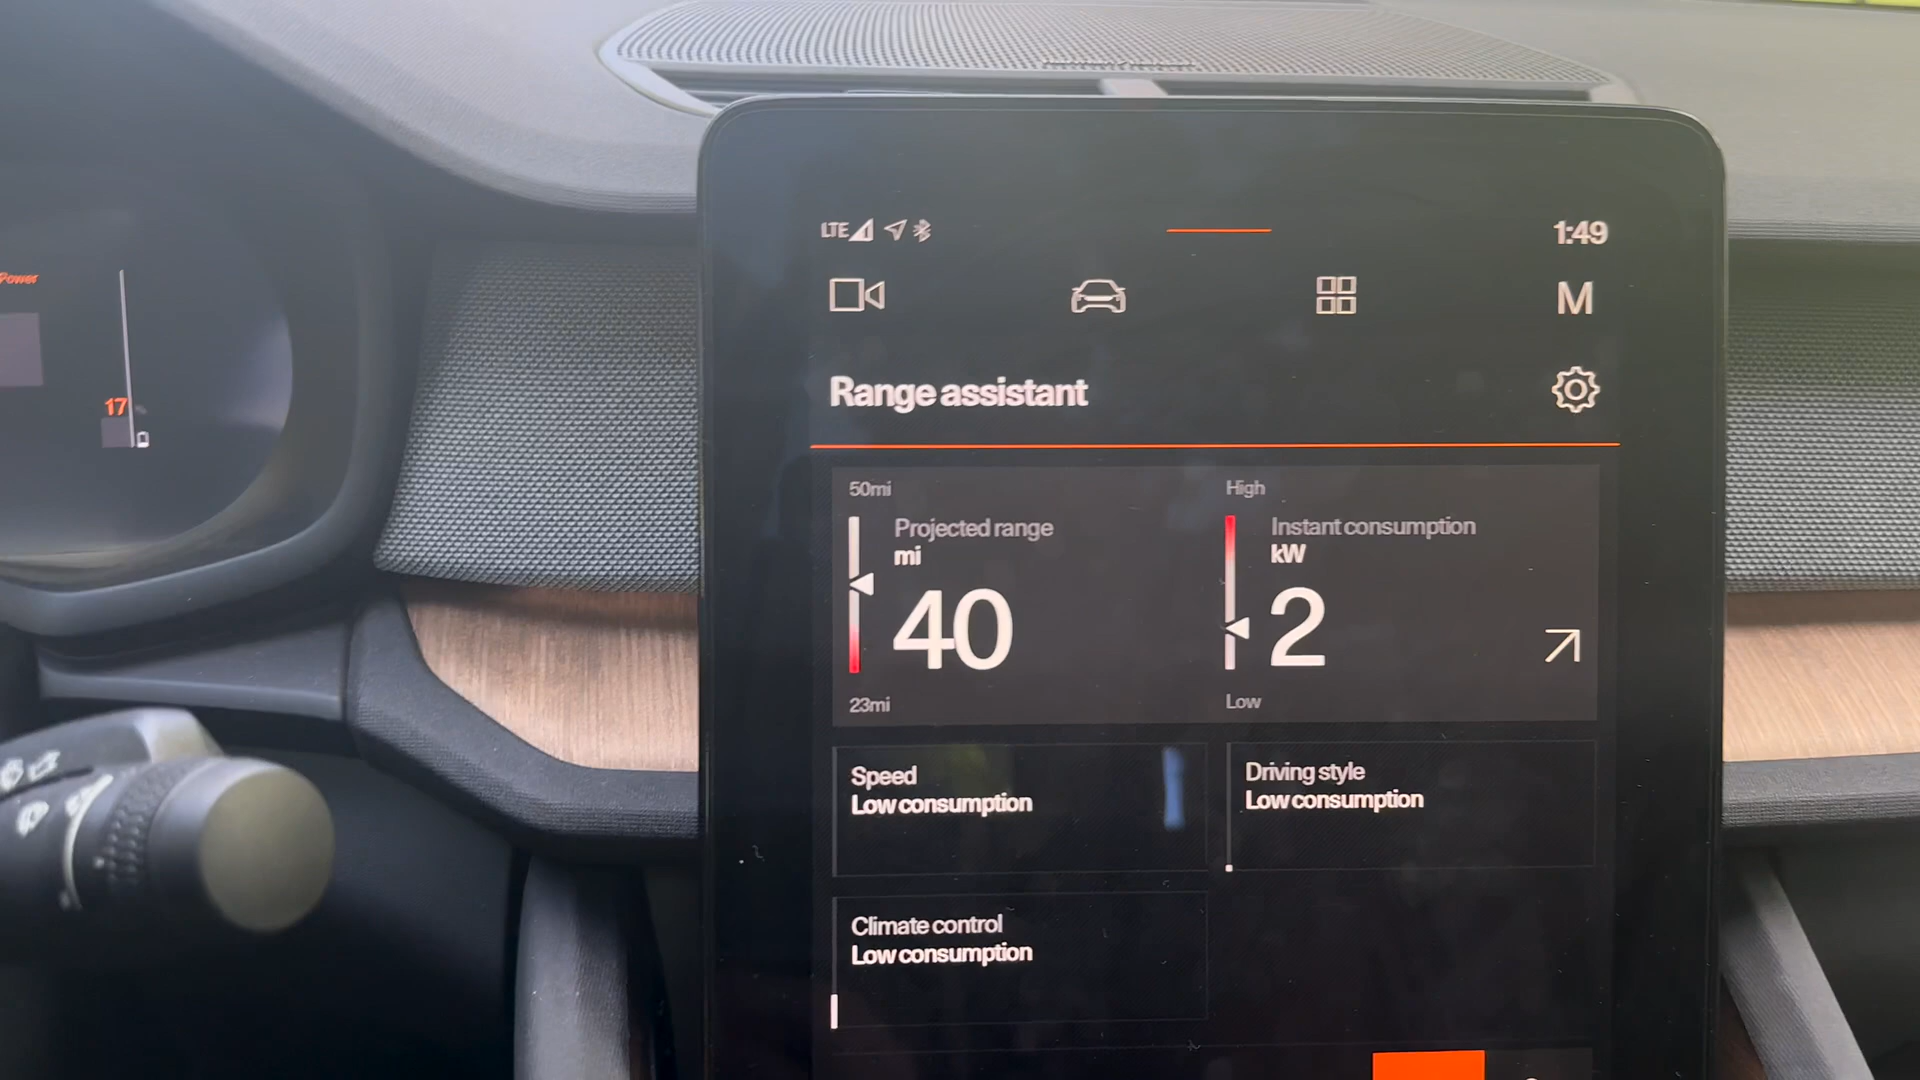 Power
17
LTE
1:49
M
Range assistant
50mi
Projected range
mi
40
23mi
High
Instant consumption
kW
2
Low
Speed
Low consumption
Driving style
Low consumption
Climate control
Low consumption